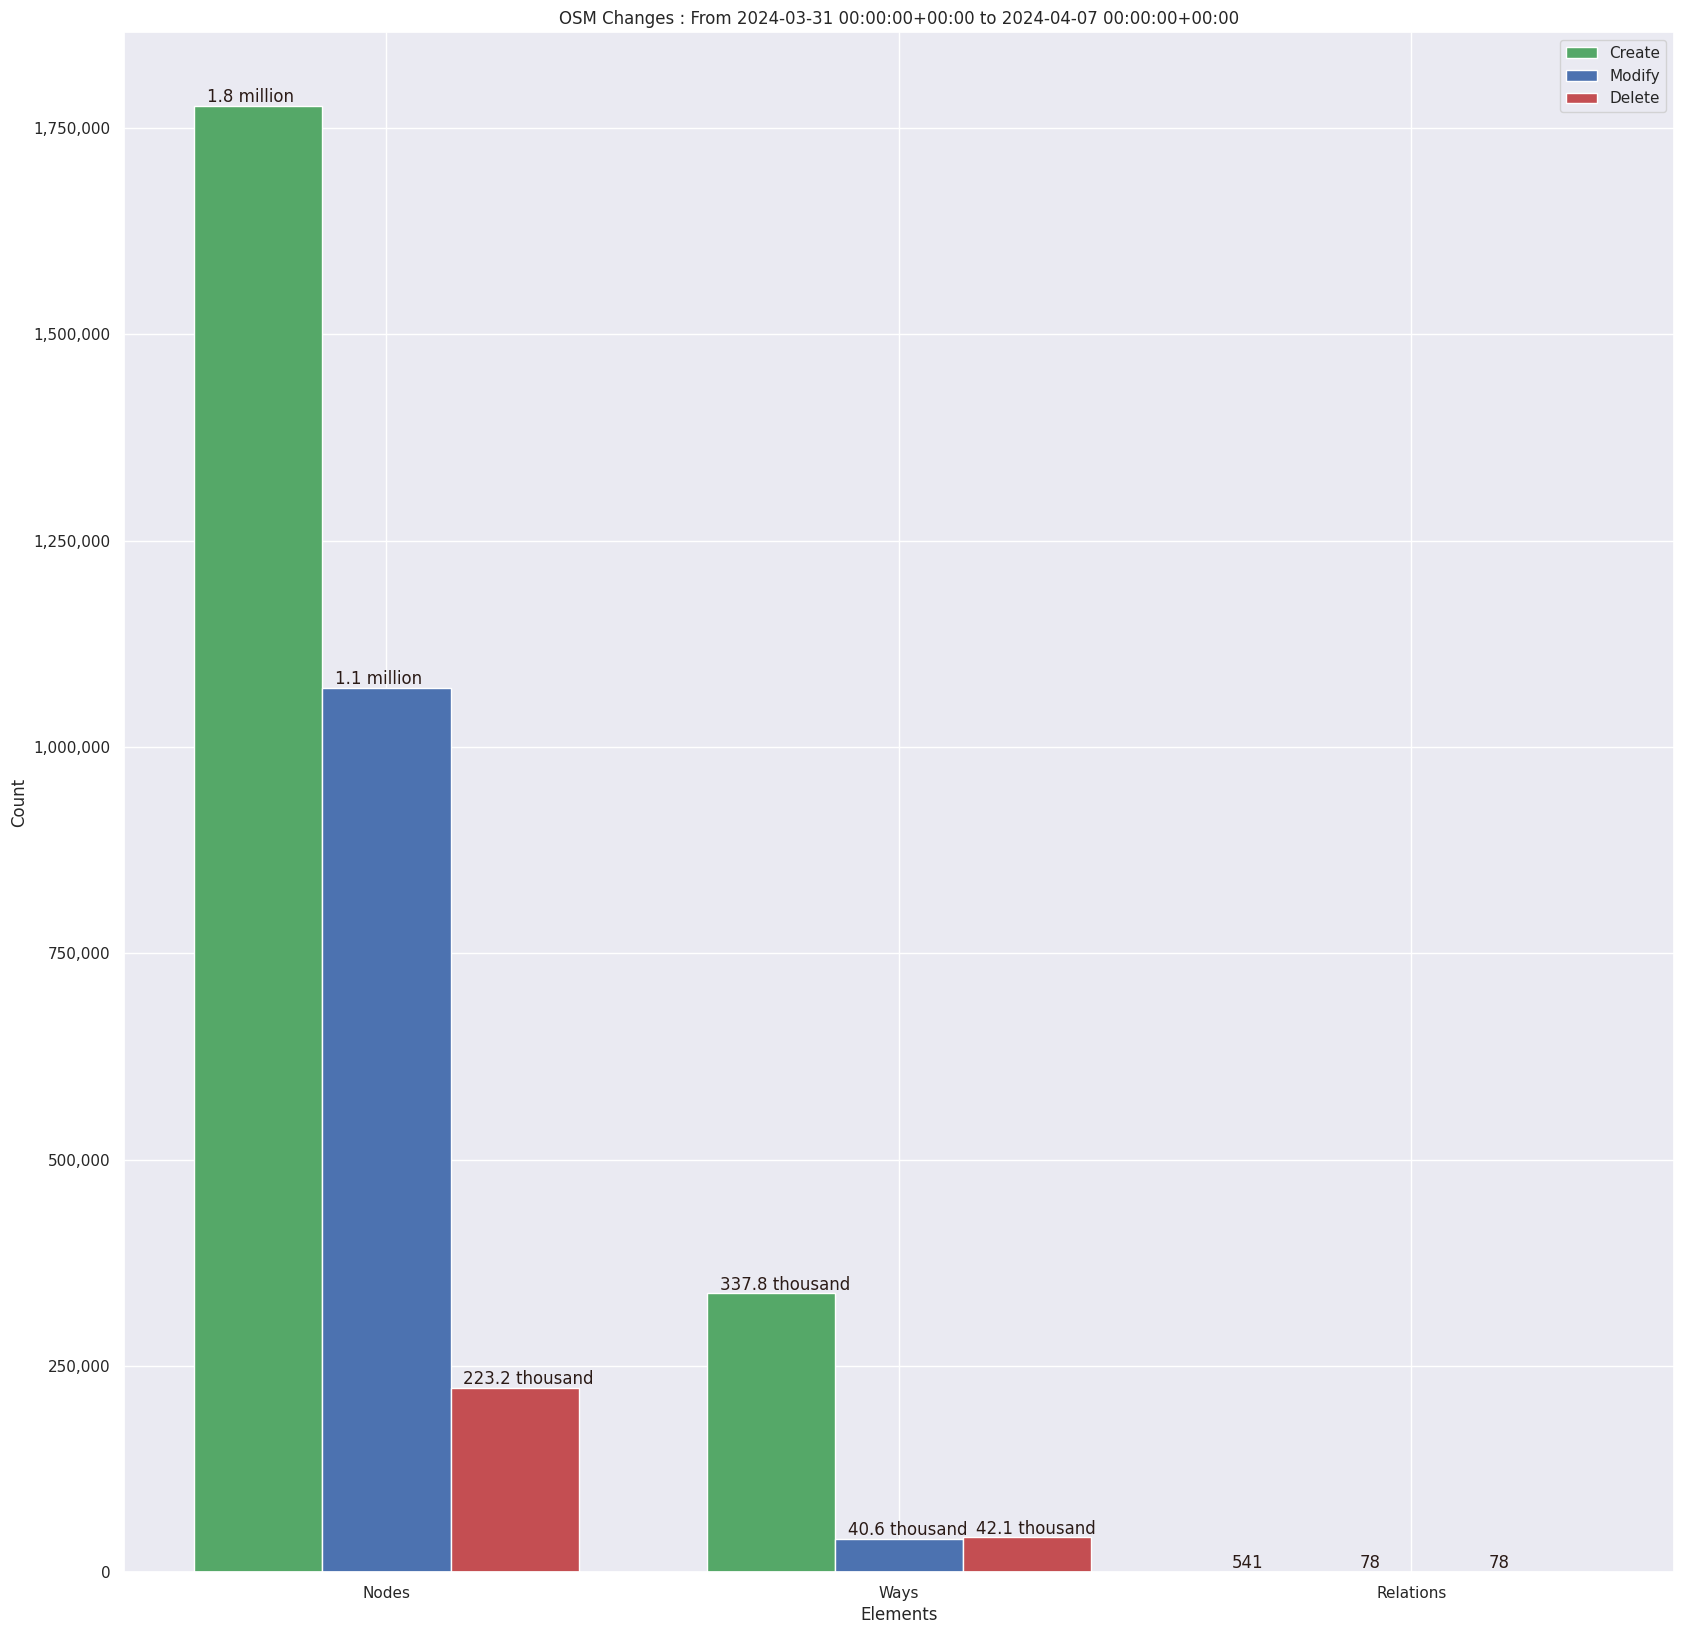 OSM Changes : From 2024-03-31 00:00:00+00:00 to 2024-04-07 00:00:00+00:00
Create
Modify
Delete
1.8 million
1,750,000
1,500,000
1,250,000
1.1 million
1,000,000
Count
750,000
500,000
337.8 thousand
250,000
223.2 thousand
40.6 thousand
42.1 thousand
541
78
78
0
Nodes
Ways
Relations
Elements